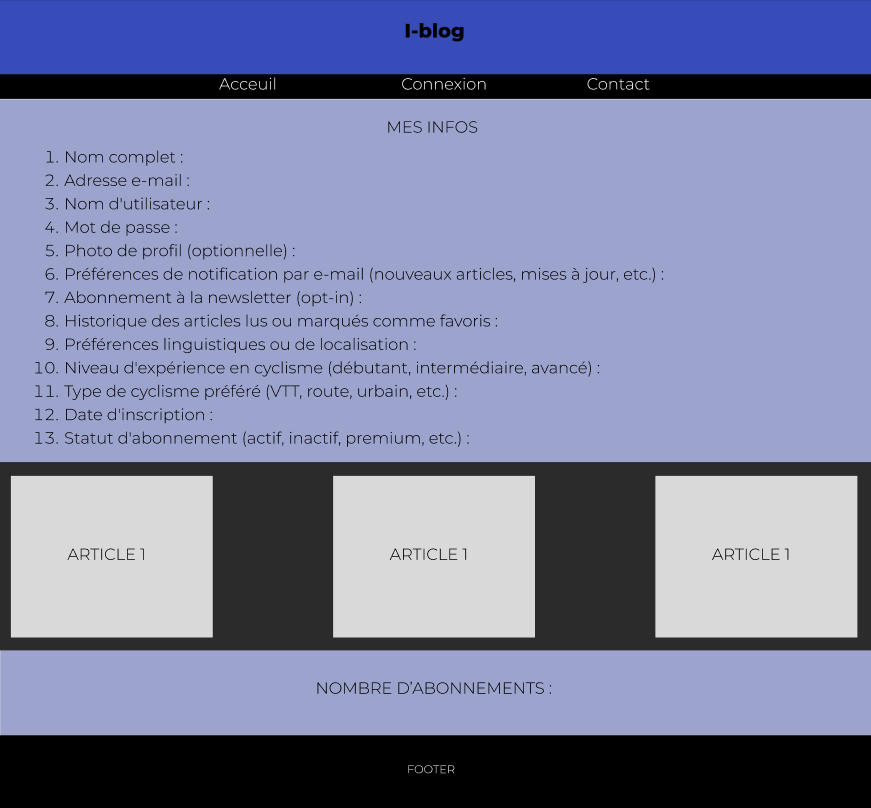 I-blog
Acceuil Connexion Contact
MES INFOS
1. Nom complet :
2. Adresse e-mail :
3. Nom d'utilisateur :
4. Mot de passe :
5. Photo de profil (optionnelle) :
6. Préférences de notification par e-mail (nouveaux articles, mises à jour, etc.) :
7. Abonnement à la newsletter (opt-in) :
8. Historique des articles lus ou marqués comme favoris :
9. Préférences linguistiques ou de localisation :
10. Niveau d'expérience en cyclisme (débutant, intermédiaire, avancé) :
11. Type de cyclisme préféré (VTT, route, urbain, etc.) :
12. Date d'inscription :
13. Statut d'abonnement (actif, inactif, premium, etc.) :
ARTICLE 1 ARTICLE 1 ARTICLE 1
NOMBRE D’ABONNEMENTS :
FOOTER